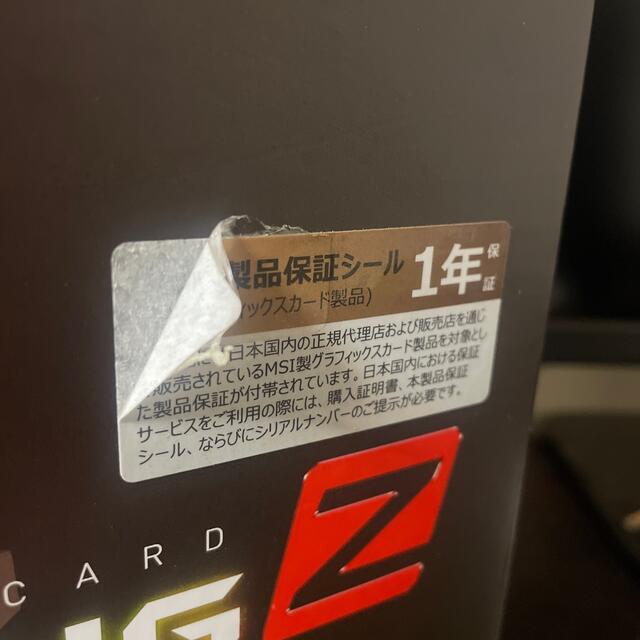 製品保証シール 1年 保証
ィックスカード製品)
日本国内の正規代理店および販売店を通じ
販売されているMSI製グラフィックスカード製品を対象とし
た製品保証が付帯されています。日本国内における保証
サービスをご利用の際には、購入証明書、本製品保証
シール、ならびにシリアルナンバーのご提示が必要です。
CARD
NG Z